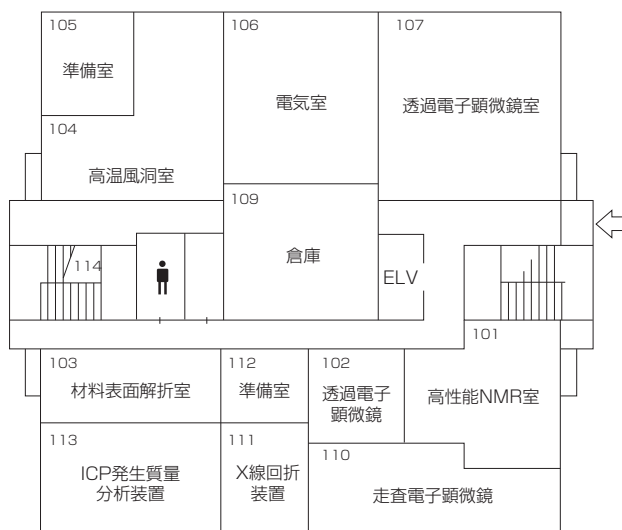 105
準備室
104
高温風洞室
106
電気室
107
透過電子顕微鏡室
109
倉庫
114
ELV
103
材料表面解折室
112
準備室
102
透過電子
顕微鏡
101
高性能NMR室
113
ICP発生質量
分析装置
111
X線回折
装置
110
走査電子顕微鏡